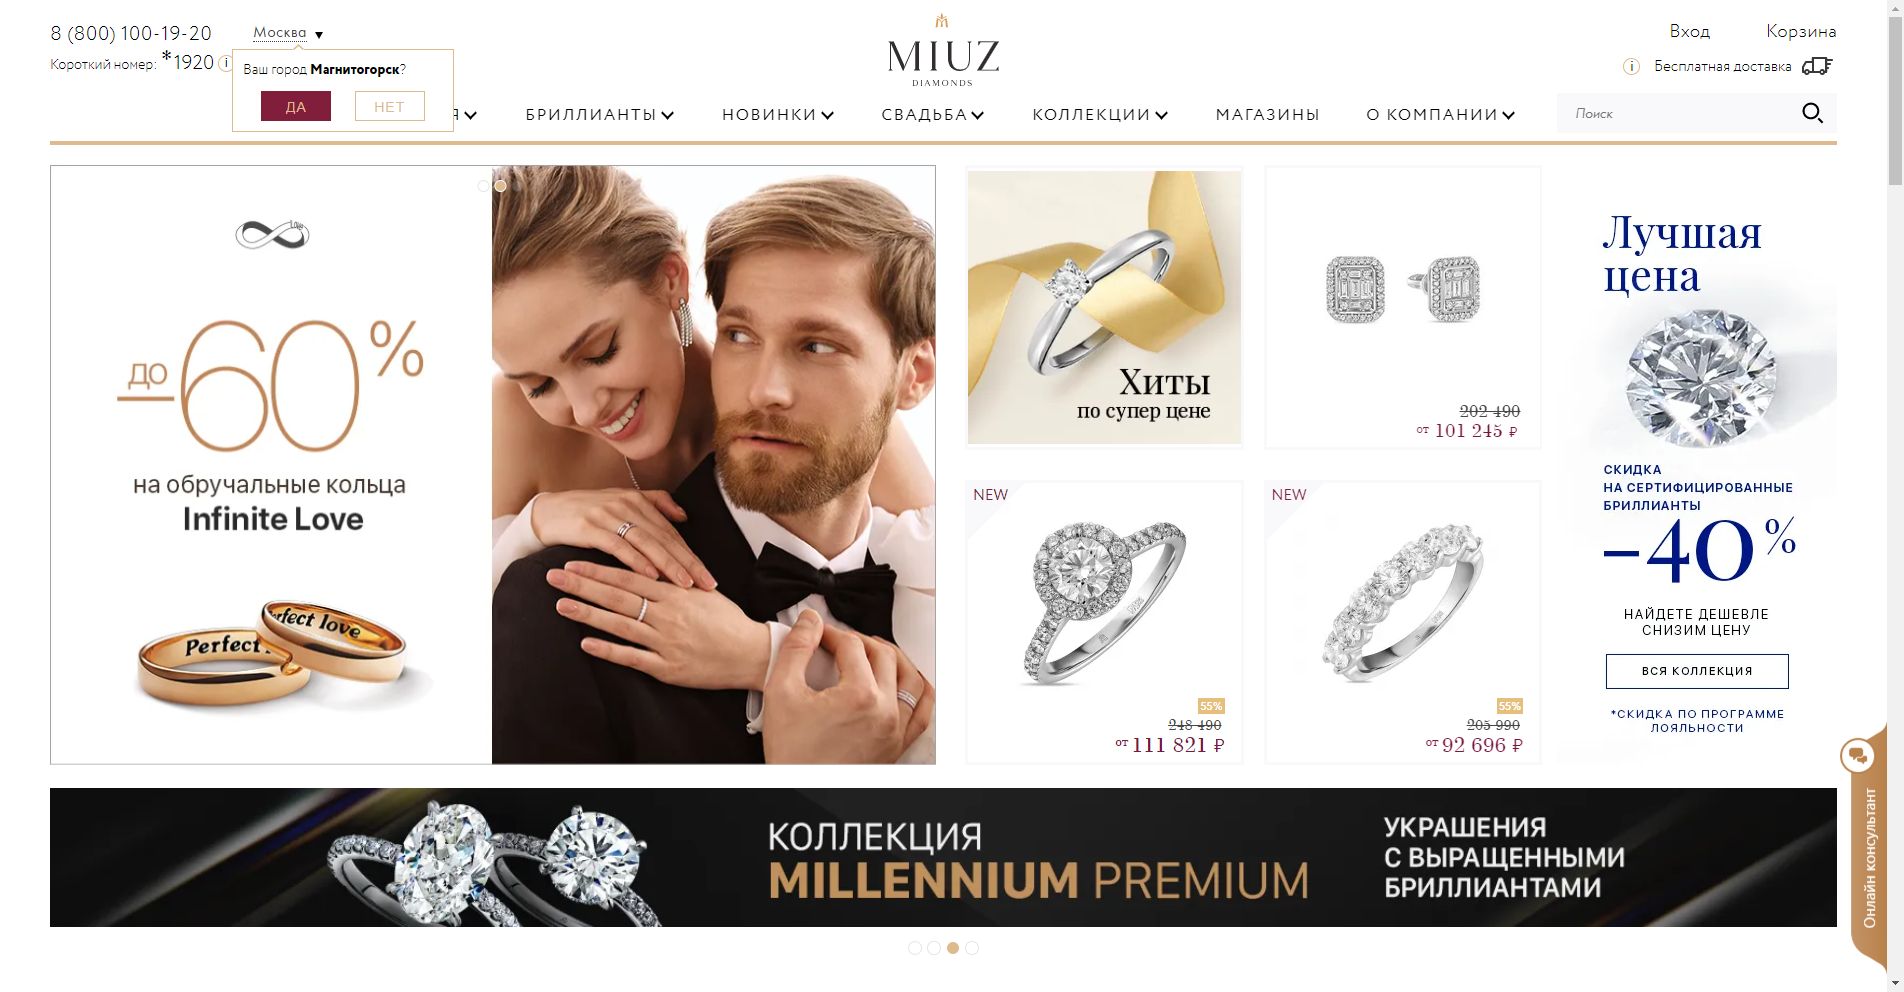 8 (800) 100-19-20
Москва
Вход
Корзина
Короткий номер: *1920
Ваш город Магнитогорск?
ДА
НЕТ
MIUZ
DIAMONDS
Бесплатная доставка
Я
БРИЛЛИАНТЫ
НОВИНКИ
СВАДЬБА
КОЛЛЕКЦИИ
МАГАЗИНЫ
О КОМПАНИИ
Поиск
Love
до
–60%
на обручальные кольца
Infinite Love
Perfect
rfect love
Хиты
по супер цене
202 490
от 101 245 ₽
NEW
55%
248 490
от 111 821 ₽
NEW
55%
205 990
от 92 696 ₽
Лучшая
цена
СКИДКА
НА СЕРТИФИЦИРОВАННЫЕ
БРИЛЛИАНТЫ
–40%
НАЙДЕТЕ ДЕШЕВЛЕ
СНИЗИМ ЦЕНУ
ВСЯ КОЛЛЕКЦИЯ
*СКИДКА ПО ПРОГРАММЕ
ЛОЯЛЬНОСТИ
КОЛЛЕКЦИЯ
MILLENNIUM PREMIUM
УКРАШЕНИЯ
С ВЫРАЩЕННЫМИ
БРИЛЛИАНТАМИ
Онлайн консультант